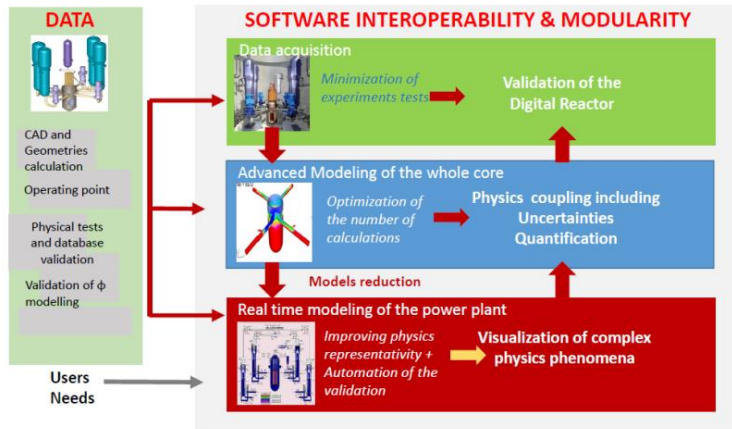 DATA
CAD and
Geometries
calculation
Operating point
Physical tests
and database
validation
Validation of ϕ
modelling
Users
Needs
SOFTWARE INTEROPERABILITY & MODULARITY
Data acquisition
Minimization of
experiments tests
Validation of the
Digital Reactor
Advanced Modeling of the whole core
Optimization of
the number of
calculations
Physics coupling including
Uncertainties
Quantification
Models reduction
Real time modeling of the power plant
Improving physics
representativity +
Automation of the
validation
Visualization of complex
physics phenomena